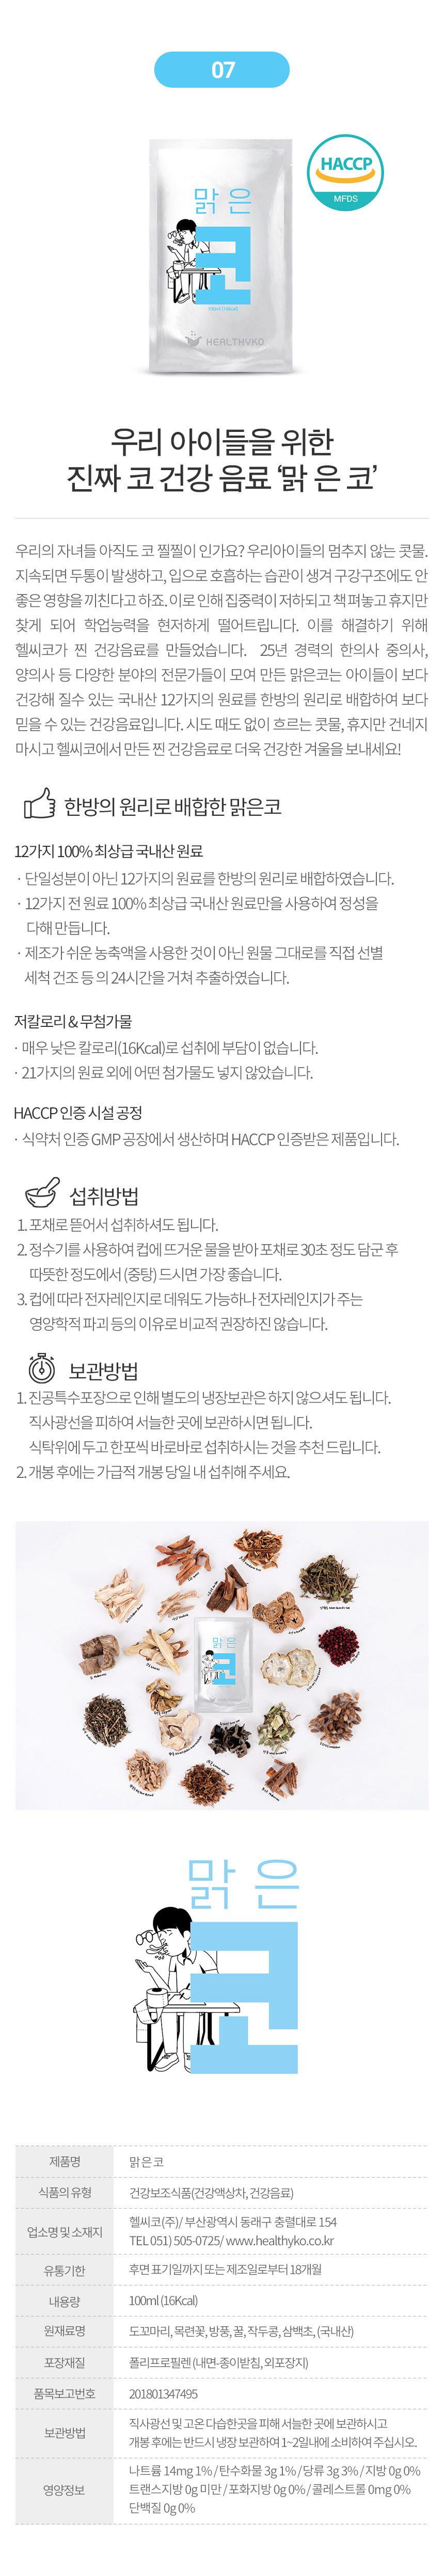 07
맑은
코
HEALTHYKO
HACCP
MFDS
우리 아이들을 위한
진짜 코 건강 음료 ‘맑 은 코’
우리의 자녀들 아직도 코 찔찔이 인가요? 우리아이들의 멈추지 않는 콧물.
지속되면 두통이 발생하고, 입으로 호흡하는 습관이 생겨 구강구조에도 안
좋은 영향을 끼친다고 하죠. 이로 인해 집중력이 저하되고 책 펴놓고 휴지만
찾게 되어 학업능력을 현저하게 떨어트립니다. 이를 해결하기 위해
헬씨코가 찐 건강음료를 만들었습니다. 25년 경력의 한의사 중의사,
양의사 등 다양한 분야의 전문가들이 모여 만든 맑은코는 아이들이 보다
건강해 질수 있는 국내산 12가지의 원료를 한방의 원리로 배합하여 보다
믿을 수 있는 건강음료입니다. 시도 때도 없이 흐르는 콧물, 휴지만 건네지
마시고 헬씨코에서 만든 찐 건강음료로 더욱 건강한 겨울을 보내세요!
한방의 원리로 배합한 맑은코
12가지 100% 최상급 국내산 원료
· 단일성분이 아닌 12가지의 원료를 한방의 원리로 배합하였습니다.
· 12가지 전 원료 100% 최상급 국내산 원료만을 사용하여 정성을
다해 만듭니다.
· 제조가 쉬운 농축액을 사용한 것이 아닌 원물 그대로를 직접 선별
세척 건조 등 의 24시간을 거쳐 추출하였습니다.
저칼로리 & 무첨가물
· 매우 낮은 칼로리(16Kcal)로 섭취에 부담이 없습니다.
· 21가지의 원료 외에 어떤 첨가물도 넣지 않았습니다.
HACCP 인증 시설 공정
· 식약처 인증 GMP 공장에서 생산하며 HACCP 인증받은 제품입니다.
섭취방법
1. 포채로 뜯어서 섭취하셔도 됩니다.
2. 정수기를 사용하여 컵에 뜨거운 물을 받아 포채로 30초 정도 담군 후
따뜻한 정도에서 (중탕) 드시면 가장 좋습니다.
3. 컵에 따라 전자레인지로 데워도 가능하나 전자레인지가 주는
영양학적 파괴 등의 이유로 비교적 권장하진 않습니다.
보관방법
1. 진공특수포장으로 인해 별도의 냉장보관은 하지 않으셔도 됩니다.
직사광선을 피하여 서늘한 곳에 보관하시면 됩니다.
식탁위에 두고 한포씩 바로바로 섭취하시는 것을 추천 드립니다.
2. 개봉 후에는 가급적 개봉 당일 내 섭취해 주세요.
맑은
코
맑은
코
제품명 맑 은 코
식품의 유형 건강보조식품(건강액상차, 건강음료)
업소명 및 소재지 헬씨코(주)/ 부산광역시 동래구 충렬대로 154
TEL 051) 505-0725/ www.healthyko.co.kr
유통기한 후면 표기일까지 또는 제조일로부터 18개월
내용량 100ml (16Kcal)
원재료명 도꼬마리, 목련꽃, 방풍, 꿀, 작두콩, 삼백초, (국내산)
포장재질 폴리프로필렌 (내면-종이받침, 외포장지)
품목보고번호 201801347495
보관방법 직사광선 및 고온 다습한곳을 피해 서늘한 곳에 보관하시고
개봉 후에는 반드시 냉장 보관하여 1~2일내에 소비하여 주십시오.
영양정보 나트륨 14mg 1% / 탄수화물 3g 1% / 당류 3g 3% / 지방 0g 0%
트랜스지방 0g 미만 / 포화지방 0g 0% / 콜레스트롤 0mg 0%
단백질 0g 0%